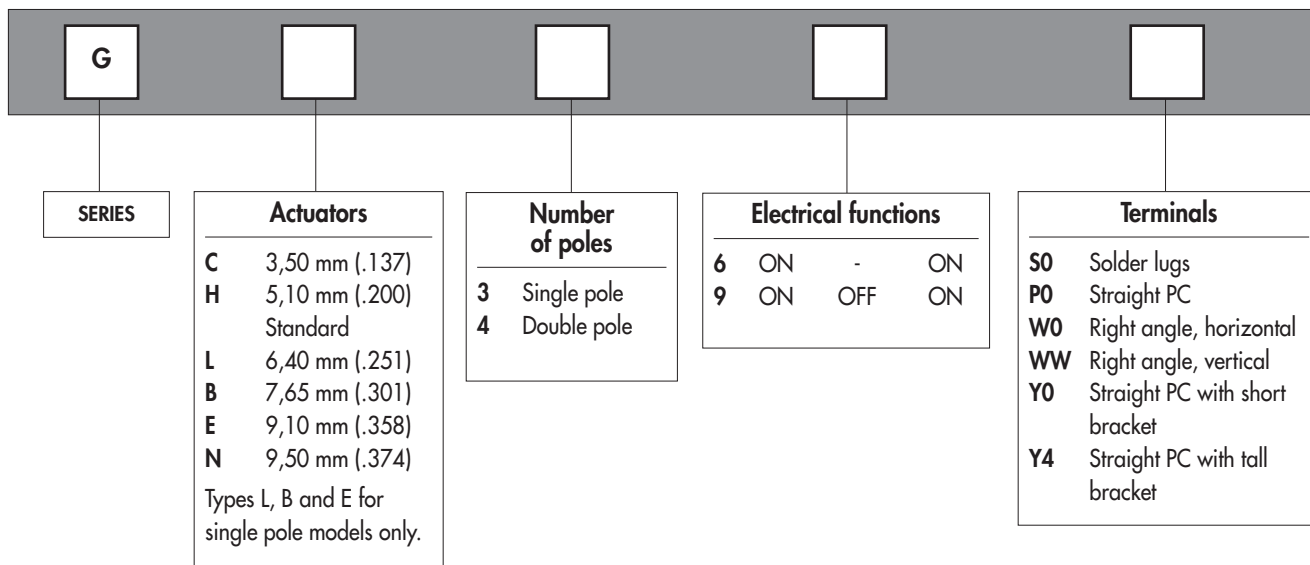 G
SERIES
Actuators
C 3,50 mm (.137)
H 5,10 mm (.200)
Standard
L 6,40 mm (.251)
B 7,65 mm (.301)
E 9,10 mm (.358)
N 9,50 mm (.374)
Types L, B and E for
single pole models only.
Number
of poles
3 Single pole
4 Double pole
Electrical functions
6 ON - ON
9 ON OFF ON
Terminals
S0 Solder lugs
P0 Straight PC
W0 Right angle, horizontal
WW Right angle, vertical
Y0 Straight PC with short
bracket
Y4 Straight PC with tall
bracket